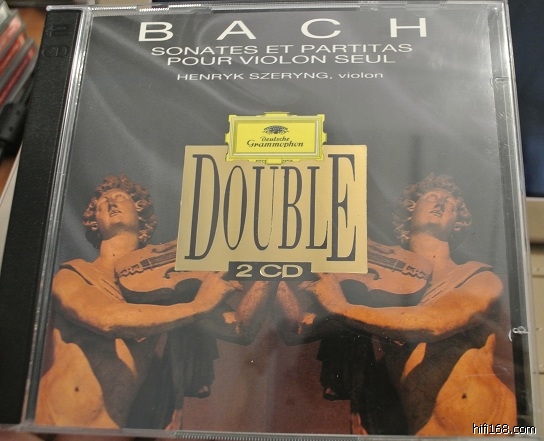 BACH
SONATES ET PARTITAS
POUR VIOLON SEUL
HENRYK SZERYNG, violon
Deutsche
Grammophon
DOUBLE
2 CD
hifi168.com